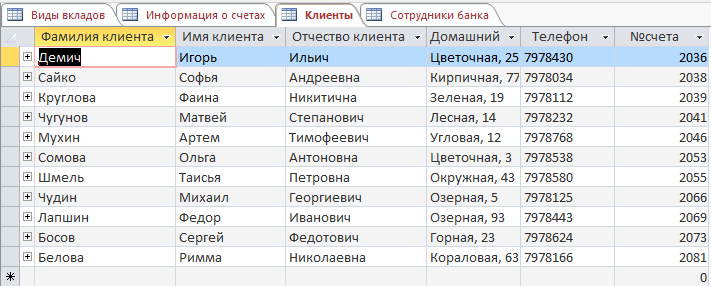 Виды вкладов Информация о счетах Клиенты Сотрудники банка
Фамилия клиента Имя клиента Отчество клиента Домашний Телефон №счета
Демич Игорь Ильич Цветочная, 25 7978430 2036
Сайко Софья Андреевна Кирпичная, 77 7978034 2038
Круглова Фаина Никитична Зеленая, 19 7978112 2039
Чугунов Матвей Степанович Лесная, 14 7978232 2041
Мухин Артем Тимофеевич Угловая, 12 7978768 2046
Сомова Ольга Антоновна Цветочная, 3 7978538 2053
Шмель Таисья Петровна Окружная, 43 7978580 2055
Чудин Михаил Георгиевич Озерная, 5 7978125 2066
Лапшин Федор Иванович Озерная, 93 7978443 2069
Босов Сергей Федотович Горная, 23 7978624 2073
Белова Римма Николаевна Кораловая, 63 7978166 2081
0